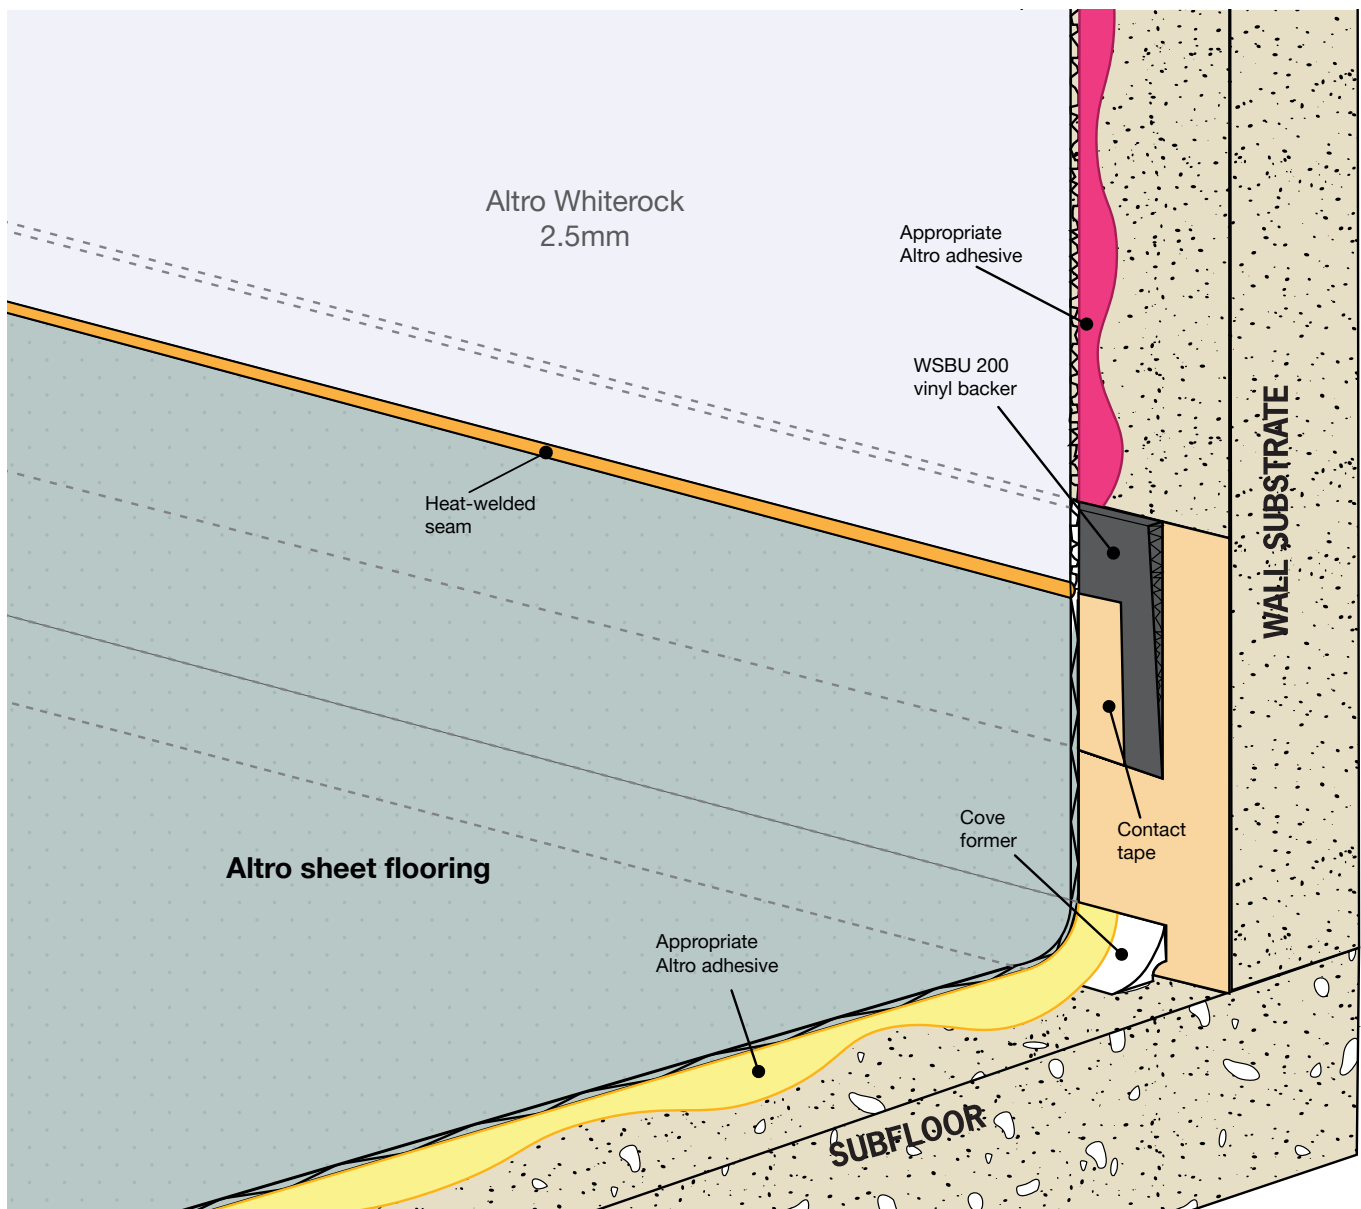 Altro Whiterock
2.5mm
Appropriate
Altro adhesive
WSBU 200
vinyl backer
WALL SUBSTRATE
Heat-welded
seam
Cove
former
Contact
tape
Altro sheet flooring
Appropriate
Altro adhesive
SUBFLOOR